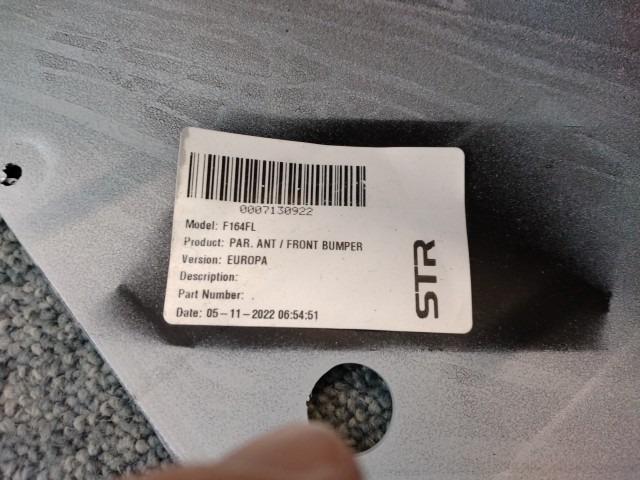 0007130922
Model: F164FL
Product: PAR. ANT / FRONT BUMPER
Version: EUROPA
Description:
Part Number: .
Date: 05-11-2022 06:54:51
STR